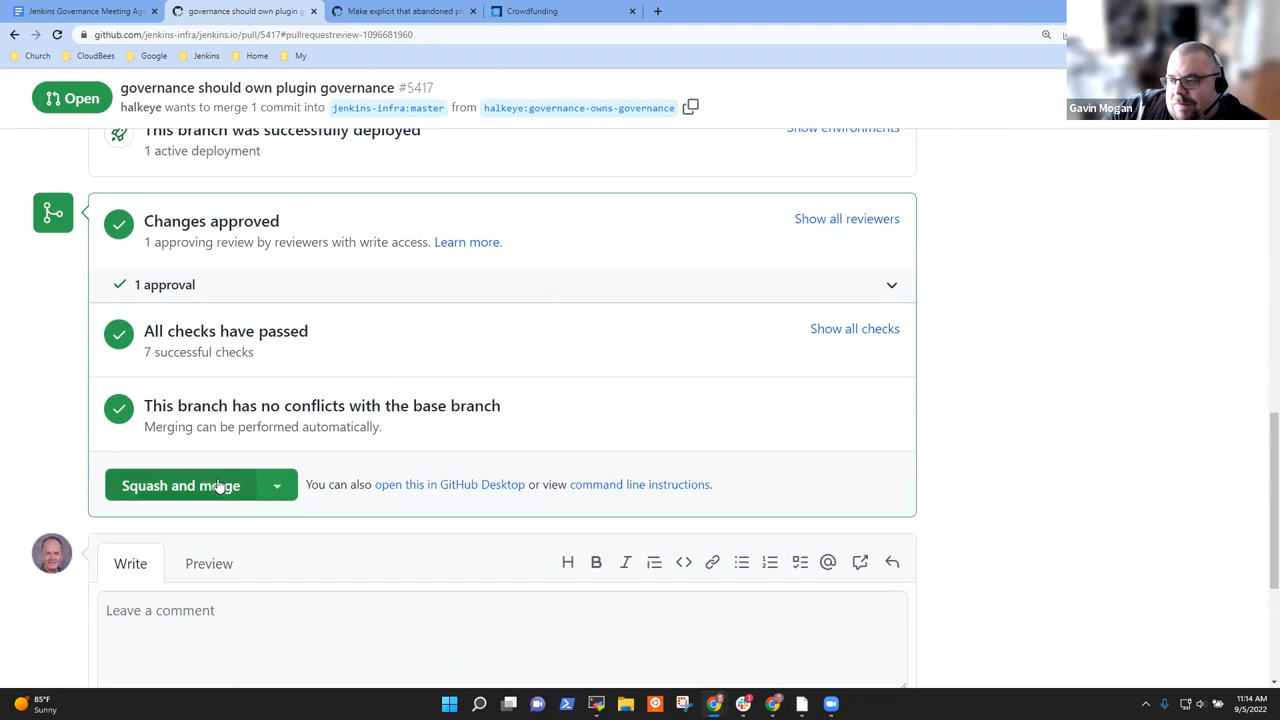 Jenkins Governance Meeting Ag
governance should own plugin g
Make explicit that abandoned pl
Crowdfunding
github.com/jenkins-infra/jenkins.io/pull/5417#pullrequestreview-1096681960
Church
CloudBees
Google
Jenkins
Home
My
Gavin Mogan
Open
governance should own plugin governance #5417
halkeye wants to merge 1 commit into jenkins-infra:master from halkeye:governance-owns-governance
This branch was successfully deployed
Show environments
1 active deployment
Changes approved
Show all reviewers
1 approving review by reviewers with write access. Learn more.
1 approval
All checks have passed
Show all checks
7 successful checks
This branch has no conflicts with the base branch
Merging can be performed automatically.
Squash and merge
You can also open this in GitHub Desktop or view command line instructions.
Write
Preview
Leave a comment
85°F
Sunny
11:14 AM
9/5/2022